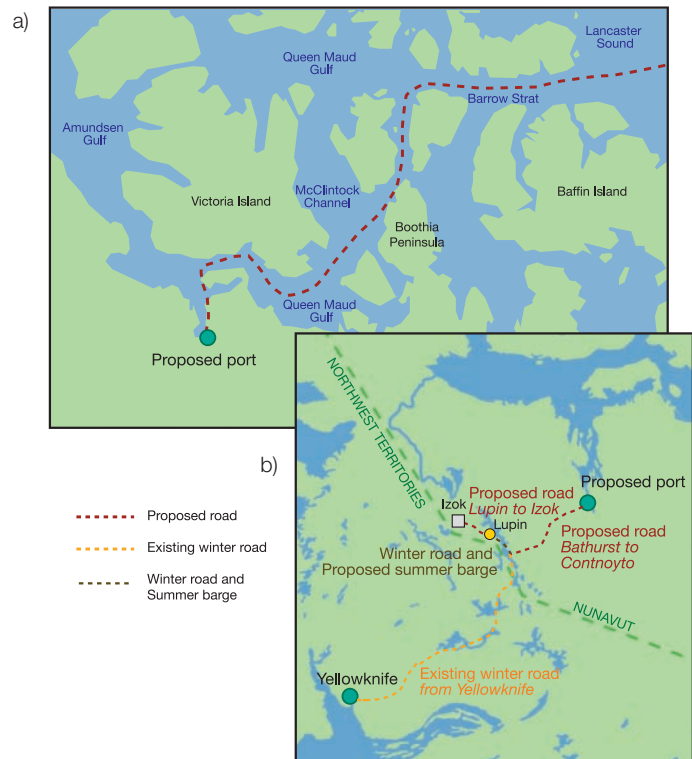 a)
Lancaster
Sound
Queen Maud
Gulf
Barrow Strat
Amundsen
Gulf
Victoria Island
McClintock
Channel
Baffin Island
Boothia
Peninsula
Queen Maud
Gulf
Proposed port
b)
NORTHWEST TERRITORIES
Proposed port
Proposed road
Lupin to Izok
Izok
Lupin
Proposed road
Bathurst to
Contnoyto
Winter road and
Proposed summer barge
NUNAVUT
Yellowknife
Existing winter road
from Yellowknife
Proposed road
Existing winter road
Winter road and
Summer barge